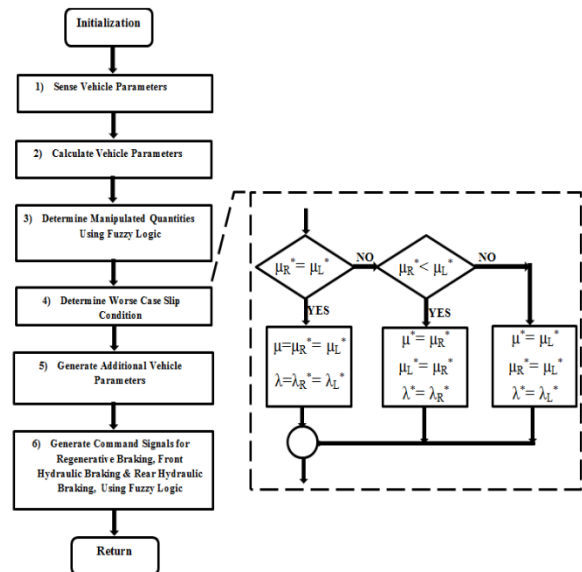 Initialization
1) Sense Vehicle Parameters
2) Calculate Vehicle Parameters
3) Determine Manipulated Quantities
Using Fuzzy Logic
4) Determine Worse Case Slip
Condition
5) Generate Additional Vehicle
Parameters
6) Generate Command Signals for
Regenerative Braking, Front
Hydraulic Braking & Rear Hydraulic
Braking, Using Fuzzy Logic
Return
μR*= μL*
NO
μR*< μL*
NO
YES
YES
μ=μR*= μL*
λ=λR*= λL*
μ*= μR*
μL*= μR*
λ*= λR*
μ*= μL*
μR*= μL*
λ*= λL*